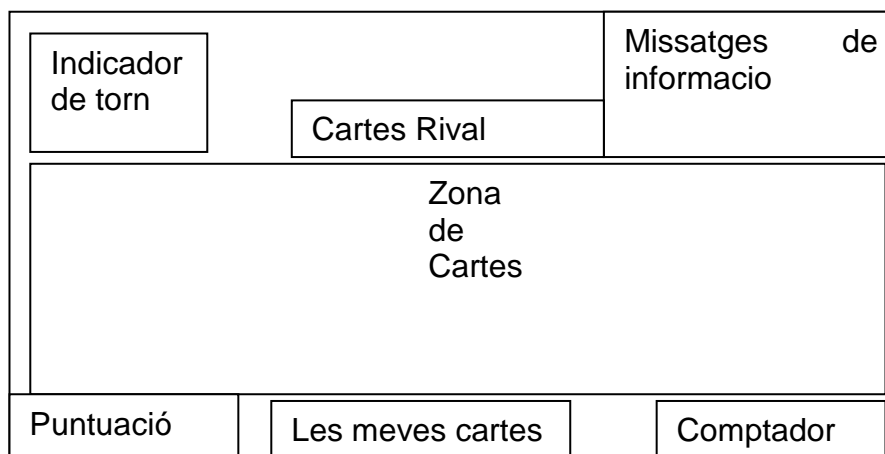 Indicador
de torn
Cartes Rival
Missatges de
informacio
Zona
de
Cartes
Puntuació
Les meves cartes
Comptador